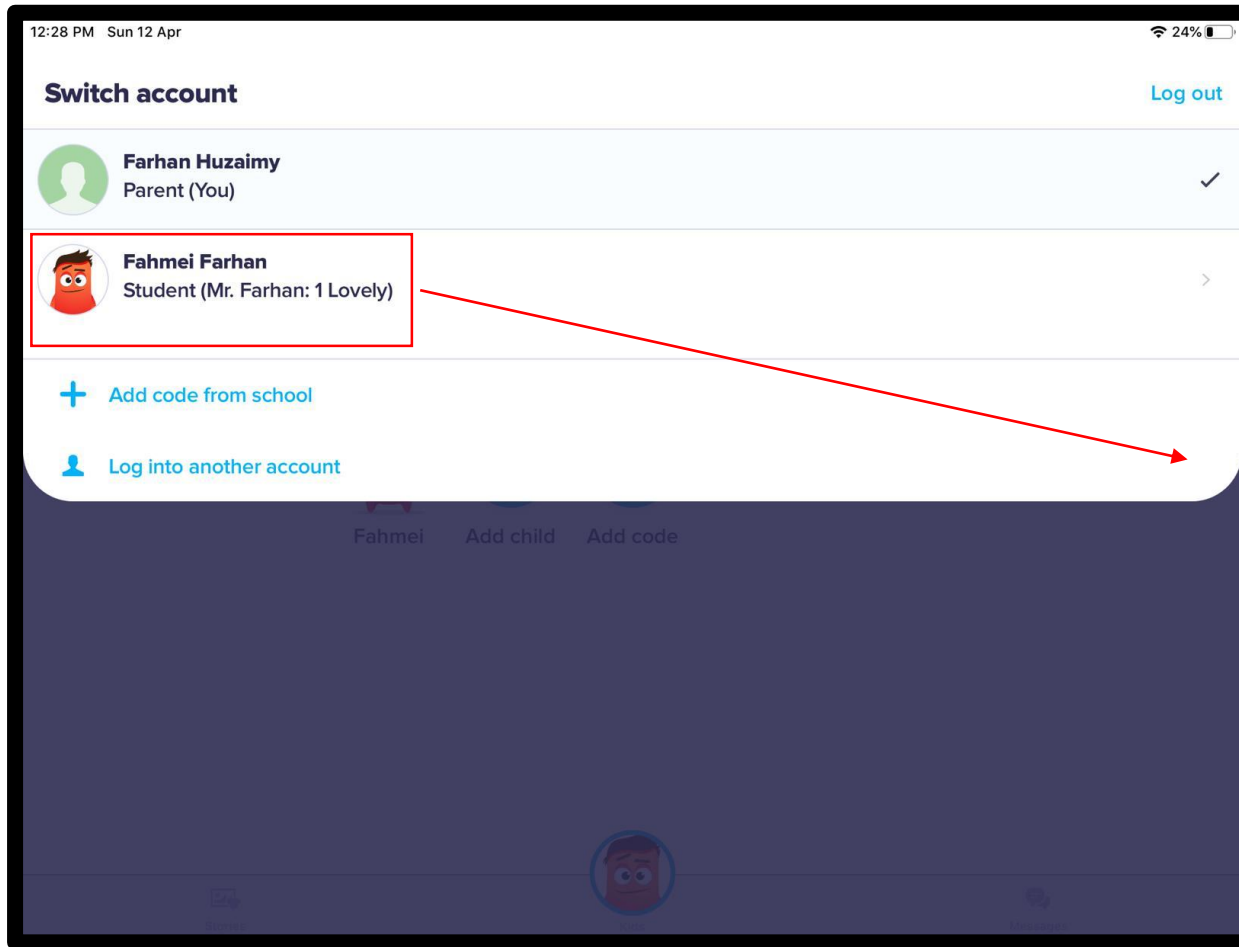 12:28 PM Sun 12 Apr 24%
Switch account Log out
Farhan Huzaimy
Parent (You)
Fahmei Farhan
Student (Mr. Farhan: 1 Lovely)
Add code from school
Log into another account
Fahmei Add child Add code
Messages